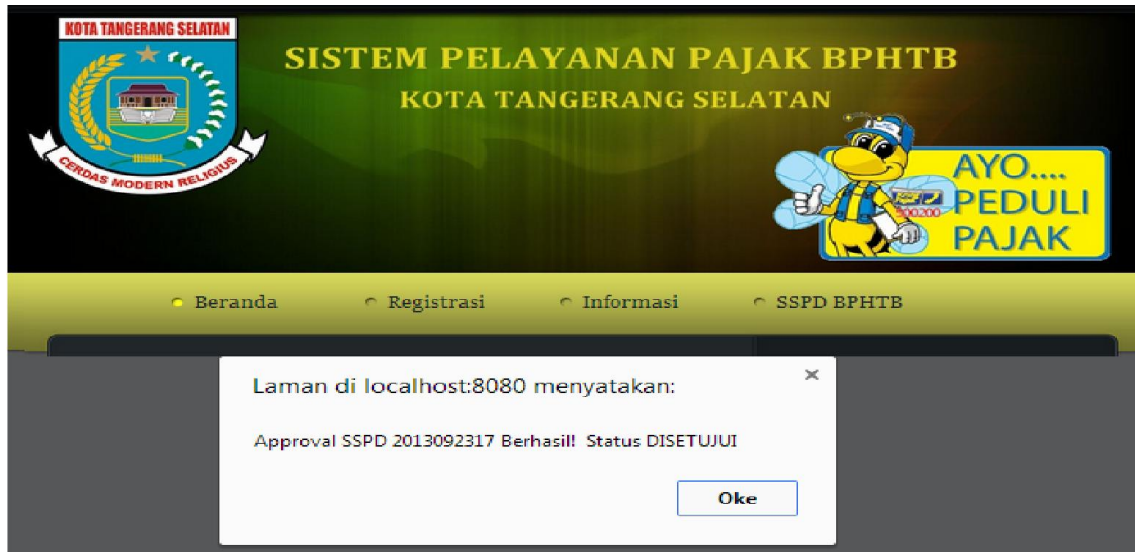 KOTA TANGERANG SELATAN
CERDAS MODERN RELIGIUS
SISTEM PELAYANAN PAJAK BPHTB
KOTA TANGERANG SELATAN
AYO....
PEDULI
PAJAK
500200
Beranda
Registrasi
Informasi
SSPD BPHTB
Laman di localhost:8080 menyatakan:
Approval SSPD 2013092317 Berhasil! Status DISETUJUI
Oke